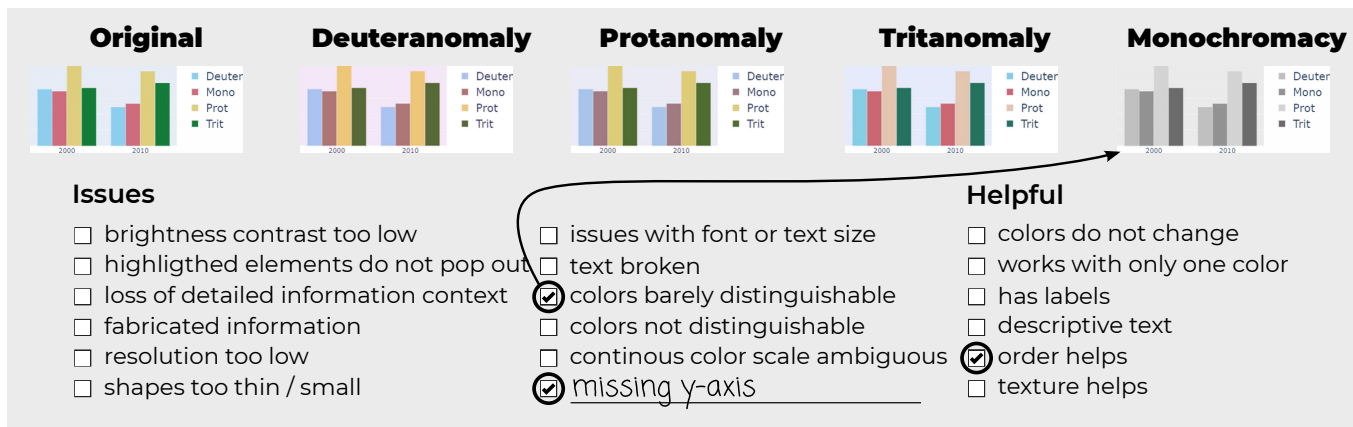 Original Deuteranomaly Protanomaly Tritanomaly Monochromacy
Deuter
Mono
Prot
Trit
2000 2010
Deuter
Mono
Prot
Trit
2000 2010
Deuter
Mono
Prot
Trit
2000 2010
Deuter
Mono
Prot
Trit
2000 2010
Deuter
Mono
Prot
Trit
2000 2010
Issues
brightness contrast too low
highligthed elements do not pop out
loss of detailed information context
fabricated information
resolution too low
shapes too thin / small
issues with font or text size
text broken
colors barely distinguishable
colors not distinguishable
continous color scale ambiguous
missing y-axis
Helpful
colors do not change
works with only one color
has labels
descriptive text
order helps
texture helps